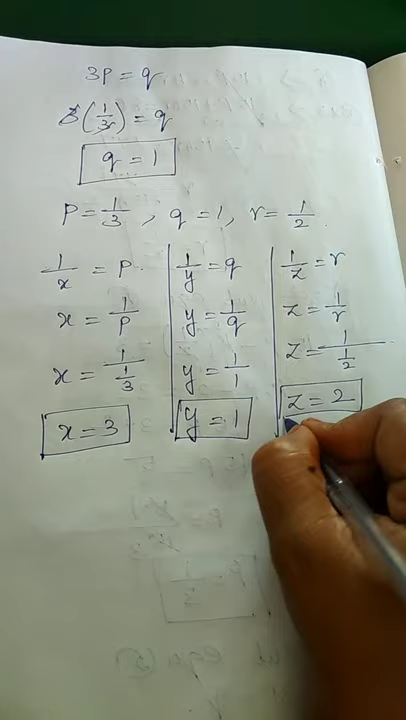 3p = q
3(1/3) = q
q = 1
P = 1/3 , q = 1, r = 1/2 .
1/x = P.
x = 1/P
x = 1/(1/3)
x = 3
1/y = q
y = 1/q
y = 1/1
y = 1
1/z = r
z = 1/r
z = 1/(1/2)
z = 2